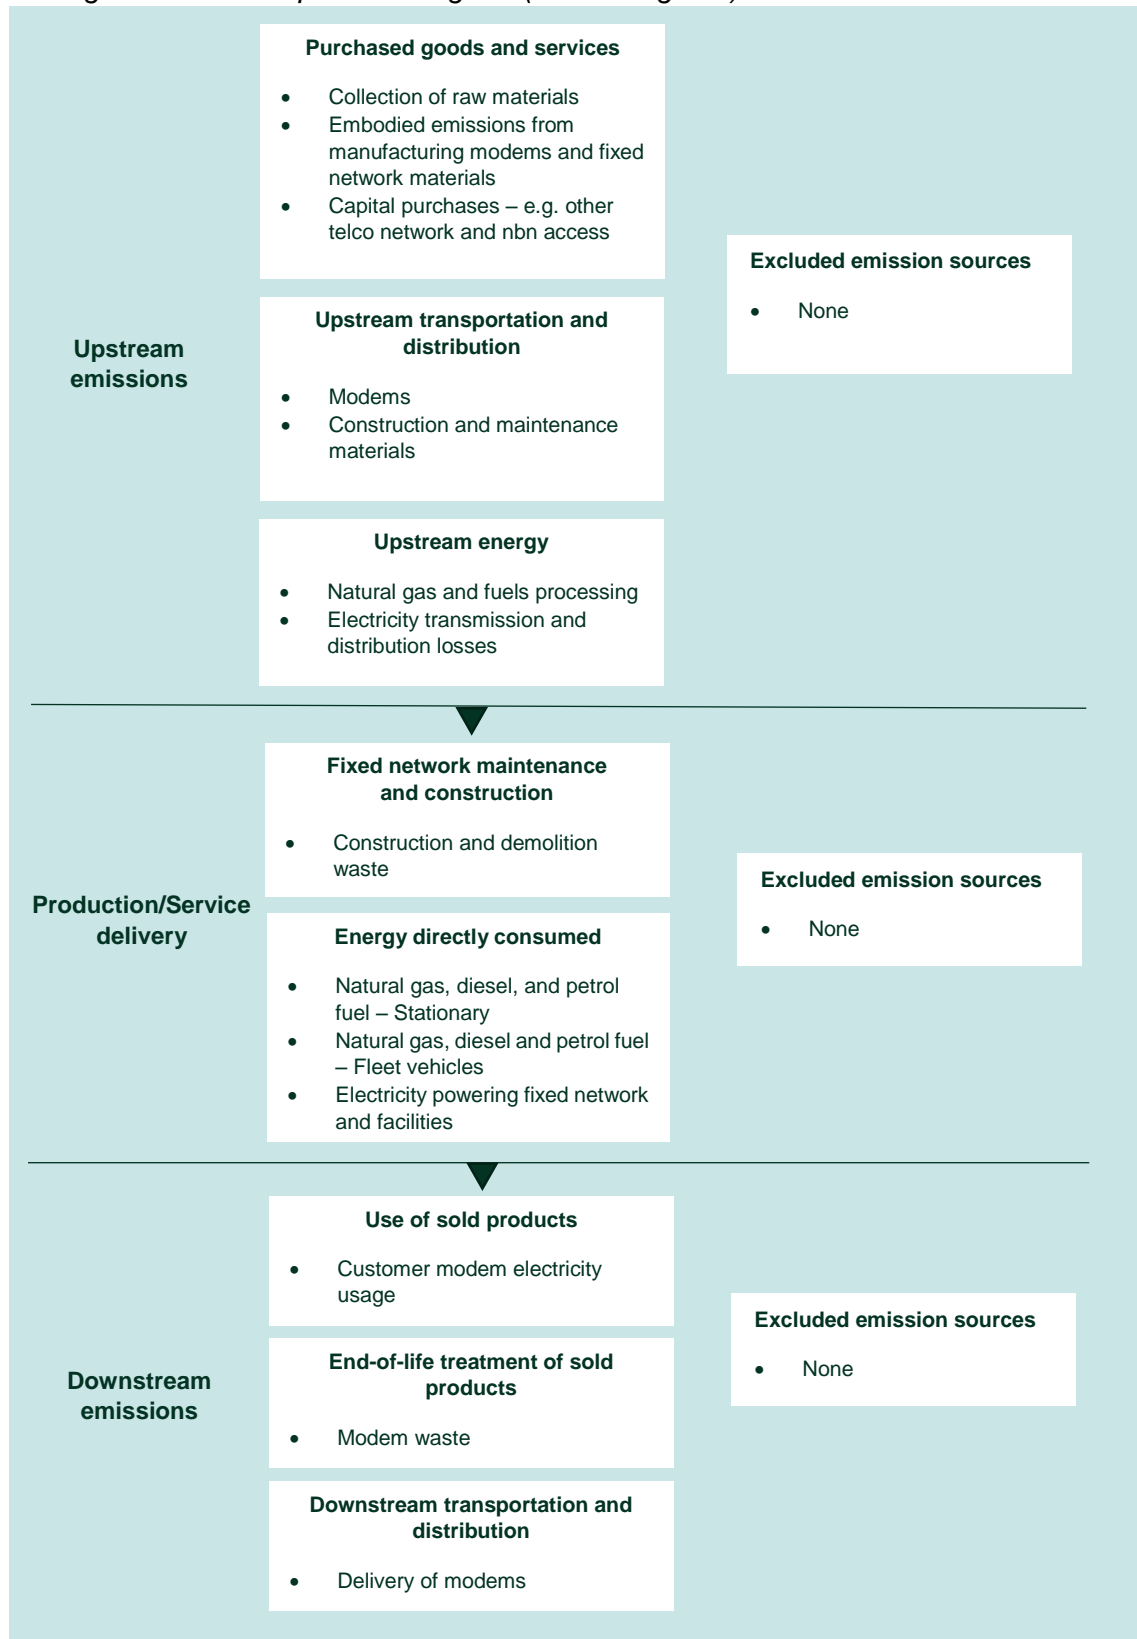 Purchased goods and services
• Collection of raw materials
• Embodied emissions from
manufacturing modems and fixed
network materials
• Capital purchases – e.g. other
telco network and nbn access
Excluded emission sources
• None
Upstream
emissions
Upstream transportation and
distribution
• Modems
• Construction and maintenance
materials
Upstream energy
• Natural gas and fuels processing
• Electricity transmission and
distribution losses
Fixed network maintenance
and construction
• Construction and demolition
waste
Excluded emission sources
• None
Production/Service
delivery
Energy directly consumed
• Natural gas, diesel, and petrol
fuel – Stationary
• Natural gas, diesel and petrol fuel
– Fleet vehicles
• Electricity powering fixed network
and facilities
Use of sold products
• Customer modem electricity
usage
Excluded emission sources
• None
Downstream
emissions
End-of-life treatment of sold
products
• Modem waste
Downstream transportation and
distribution
• Delivery of modems